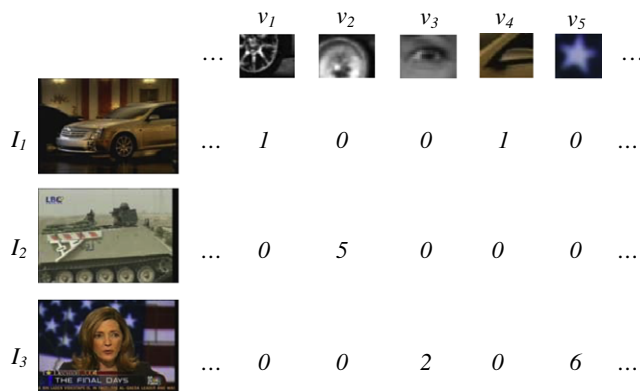 v1 v2 v3 v4 v5
... ...
I1 ... 1 0 0 1 0 ...
LBC
I2 ... 0 5 0 0 0 ...
I3 ... 0 0 2 0 6 ...
THE FINAL DAYS